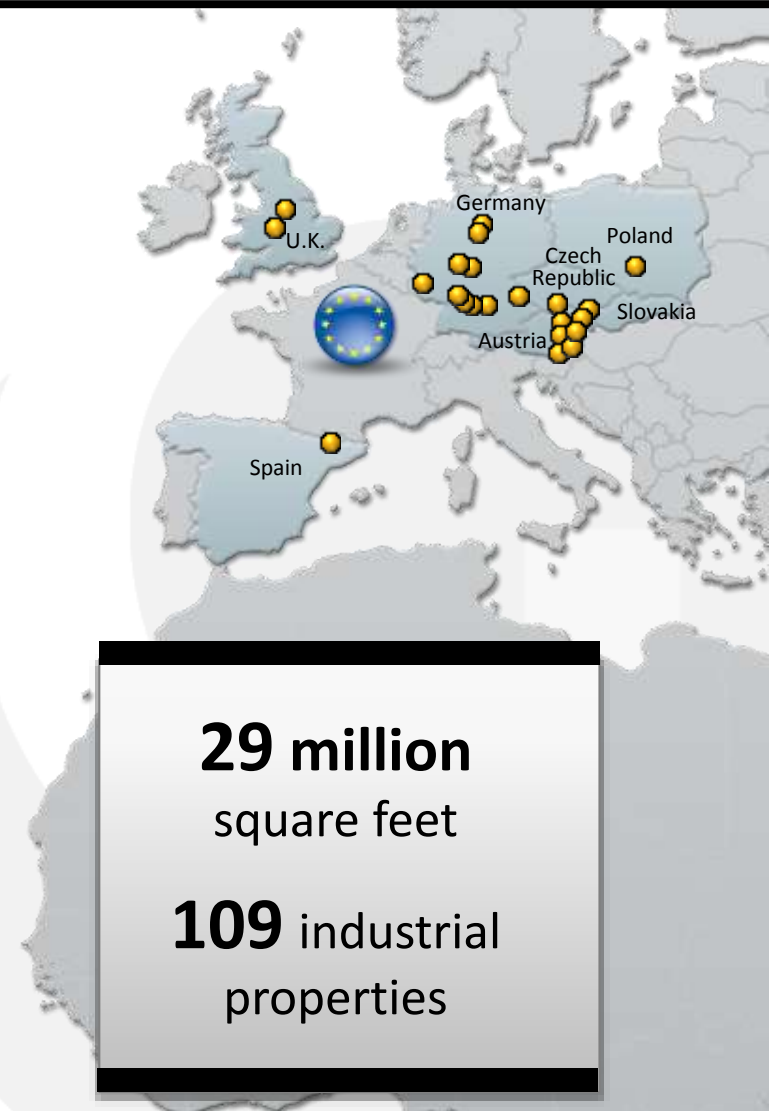 Germany
U.K.
Poland
Czech
Republic
Slovakia
Austria
Spain
29 million
square feet
109 industrial
properties